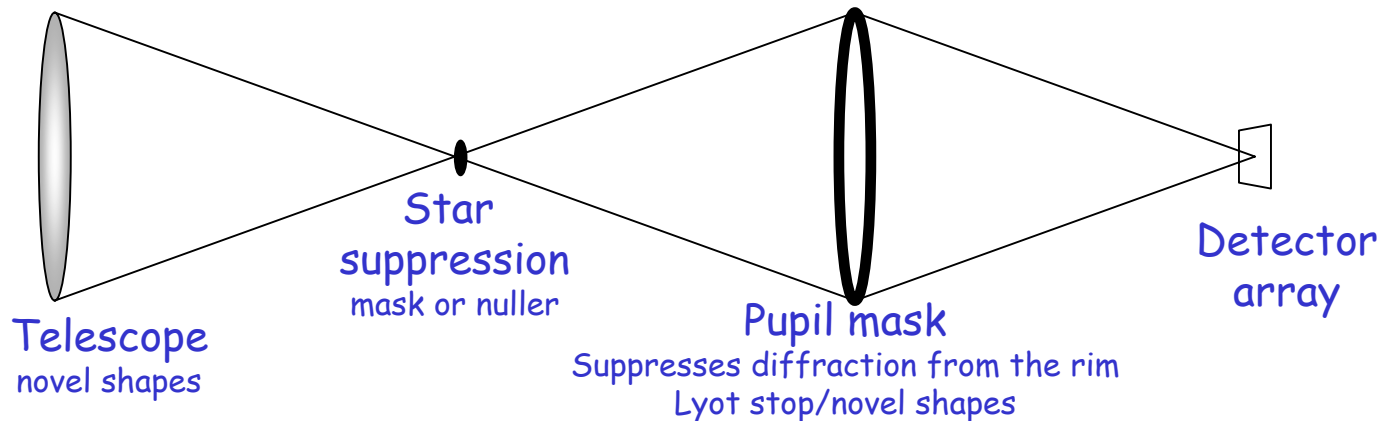 Telescope
novel shapes
Star
suppression
mask or nuller
Pupil mask
Suppresses diffraction from the rim
Lyot stop/novel shapes
Detector
array